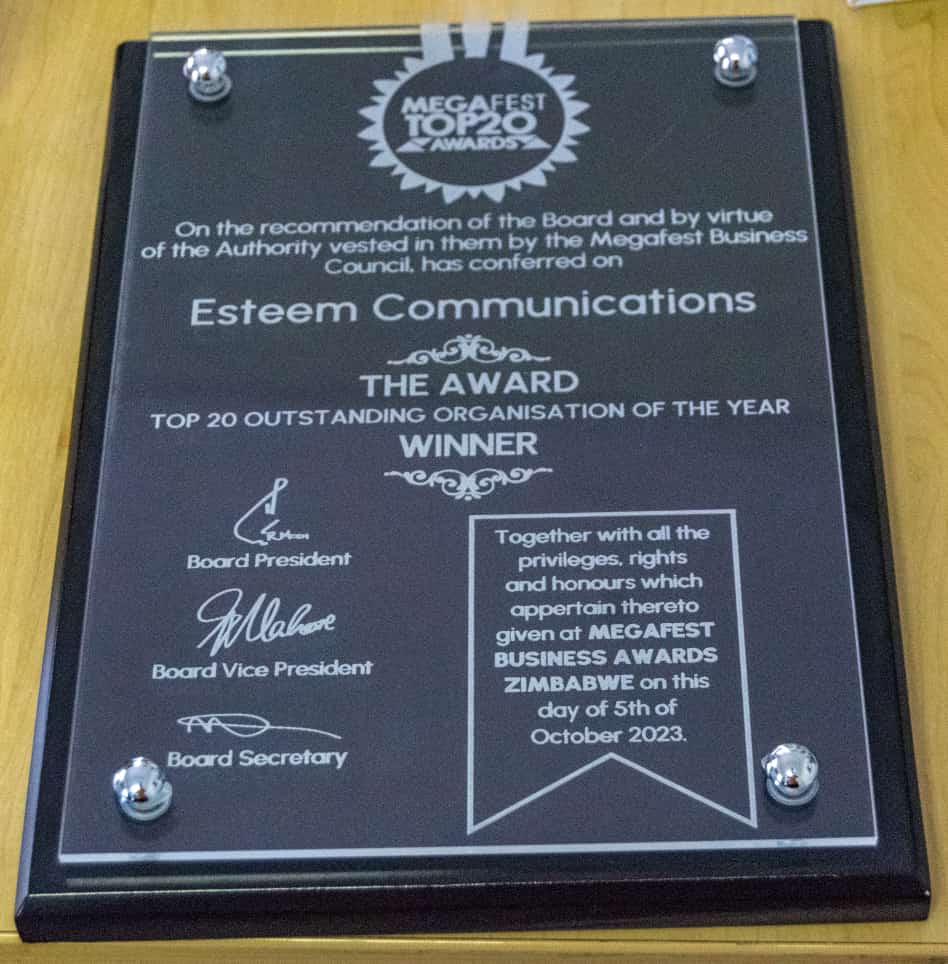 MEGAFEST
TOP20
AWARDS
On the recommendation of the Board and by virtue
of the Authority vested in them by the Megafest Business
Council, has conferred on
Esteem Communications
THE AWARD
TOP 20 OUTSTANDING ORGANISATION OF THE YEAR
WINNER
Board President
Board Vice President
Board Secretary
Together with all the
privileges, rights
and honours which
appertain thereto
given at MEGAFEST
BUSINESS AWARDS
ZIMBABWE on this
day of 5th of
October 2023.